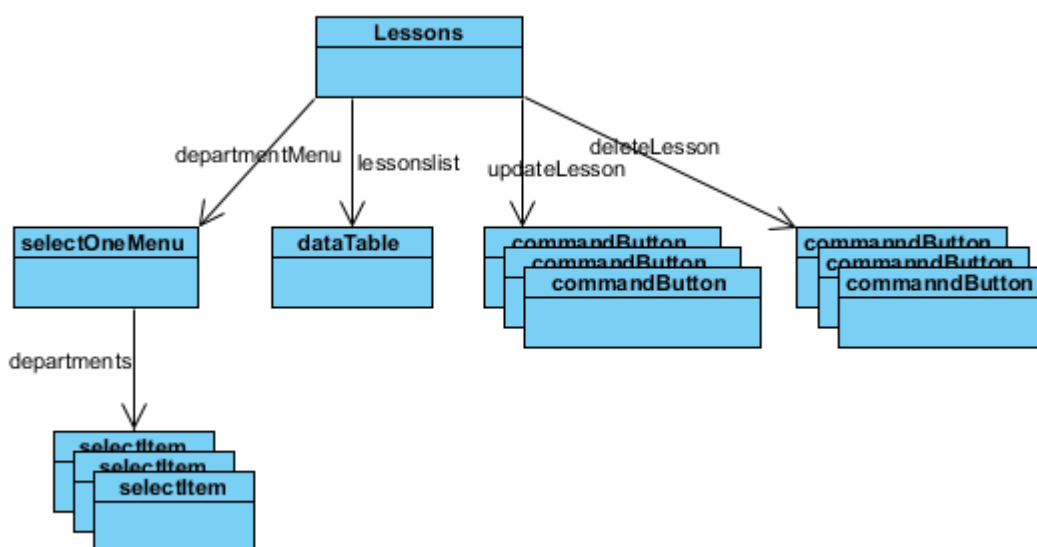 Lessons
departmentMenu
lessonslist
updateLesson
deleteLesson
selectOneMenu
dataTable
commandButton
commandButton
commandButton
commanndButton
commanndButton
commanndButton
departments
selectItem
selectItem
selectItem